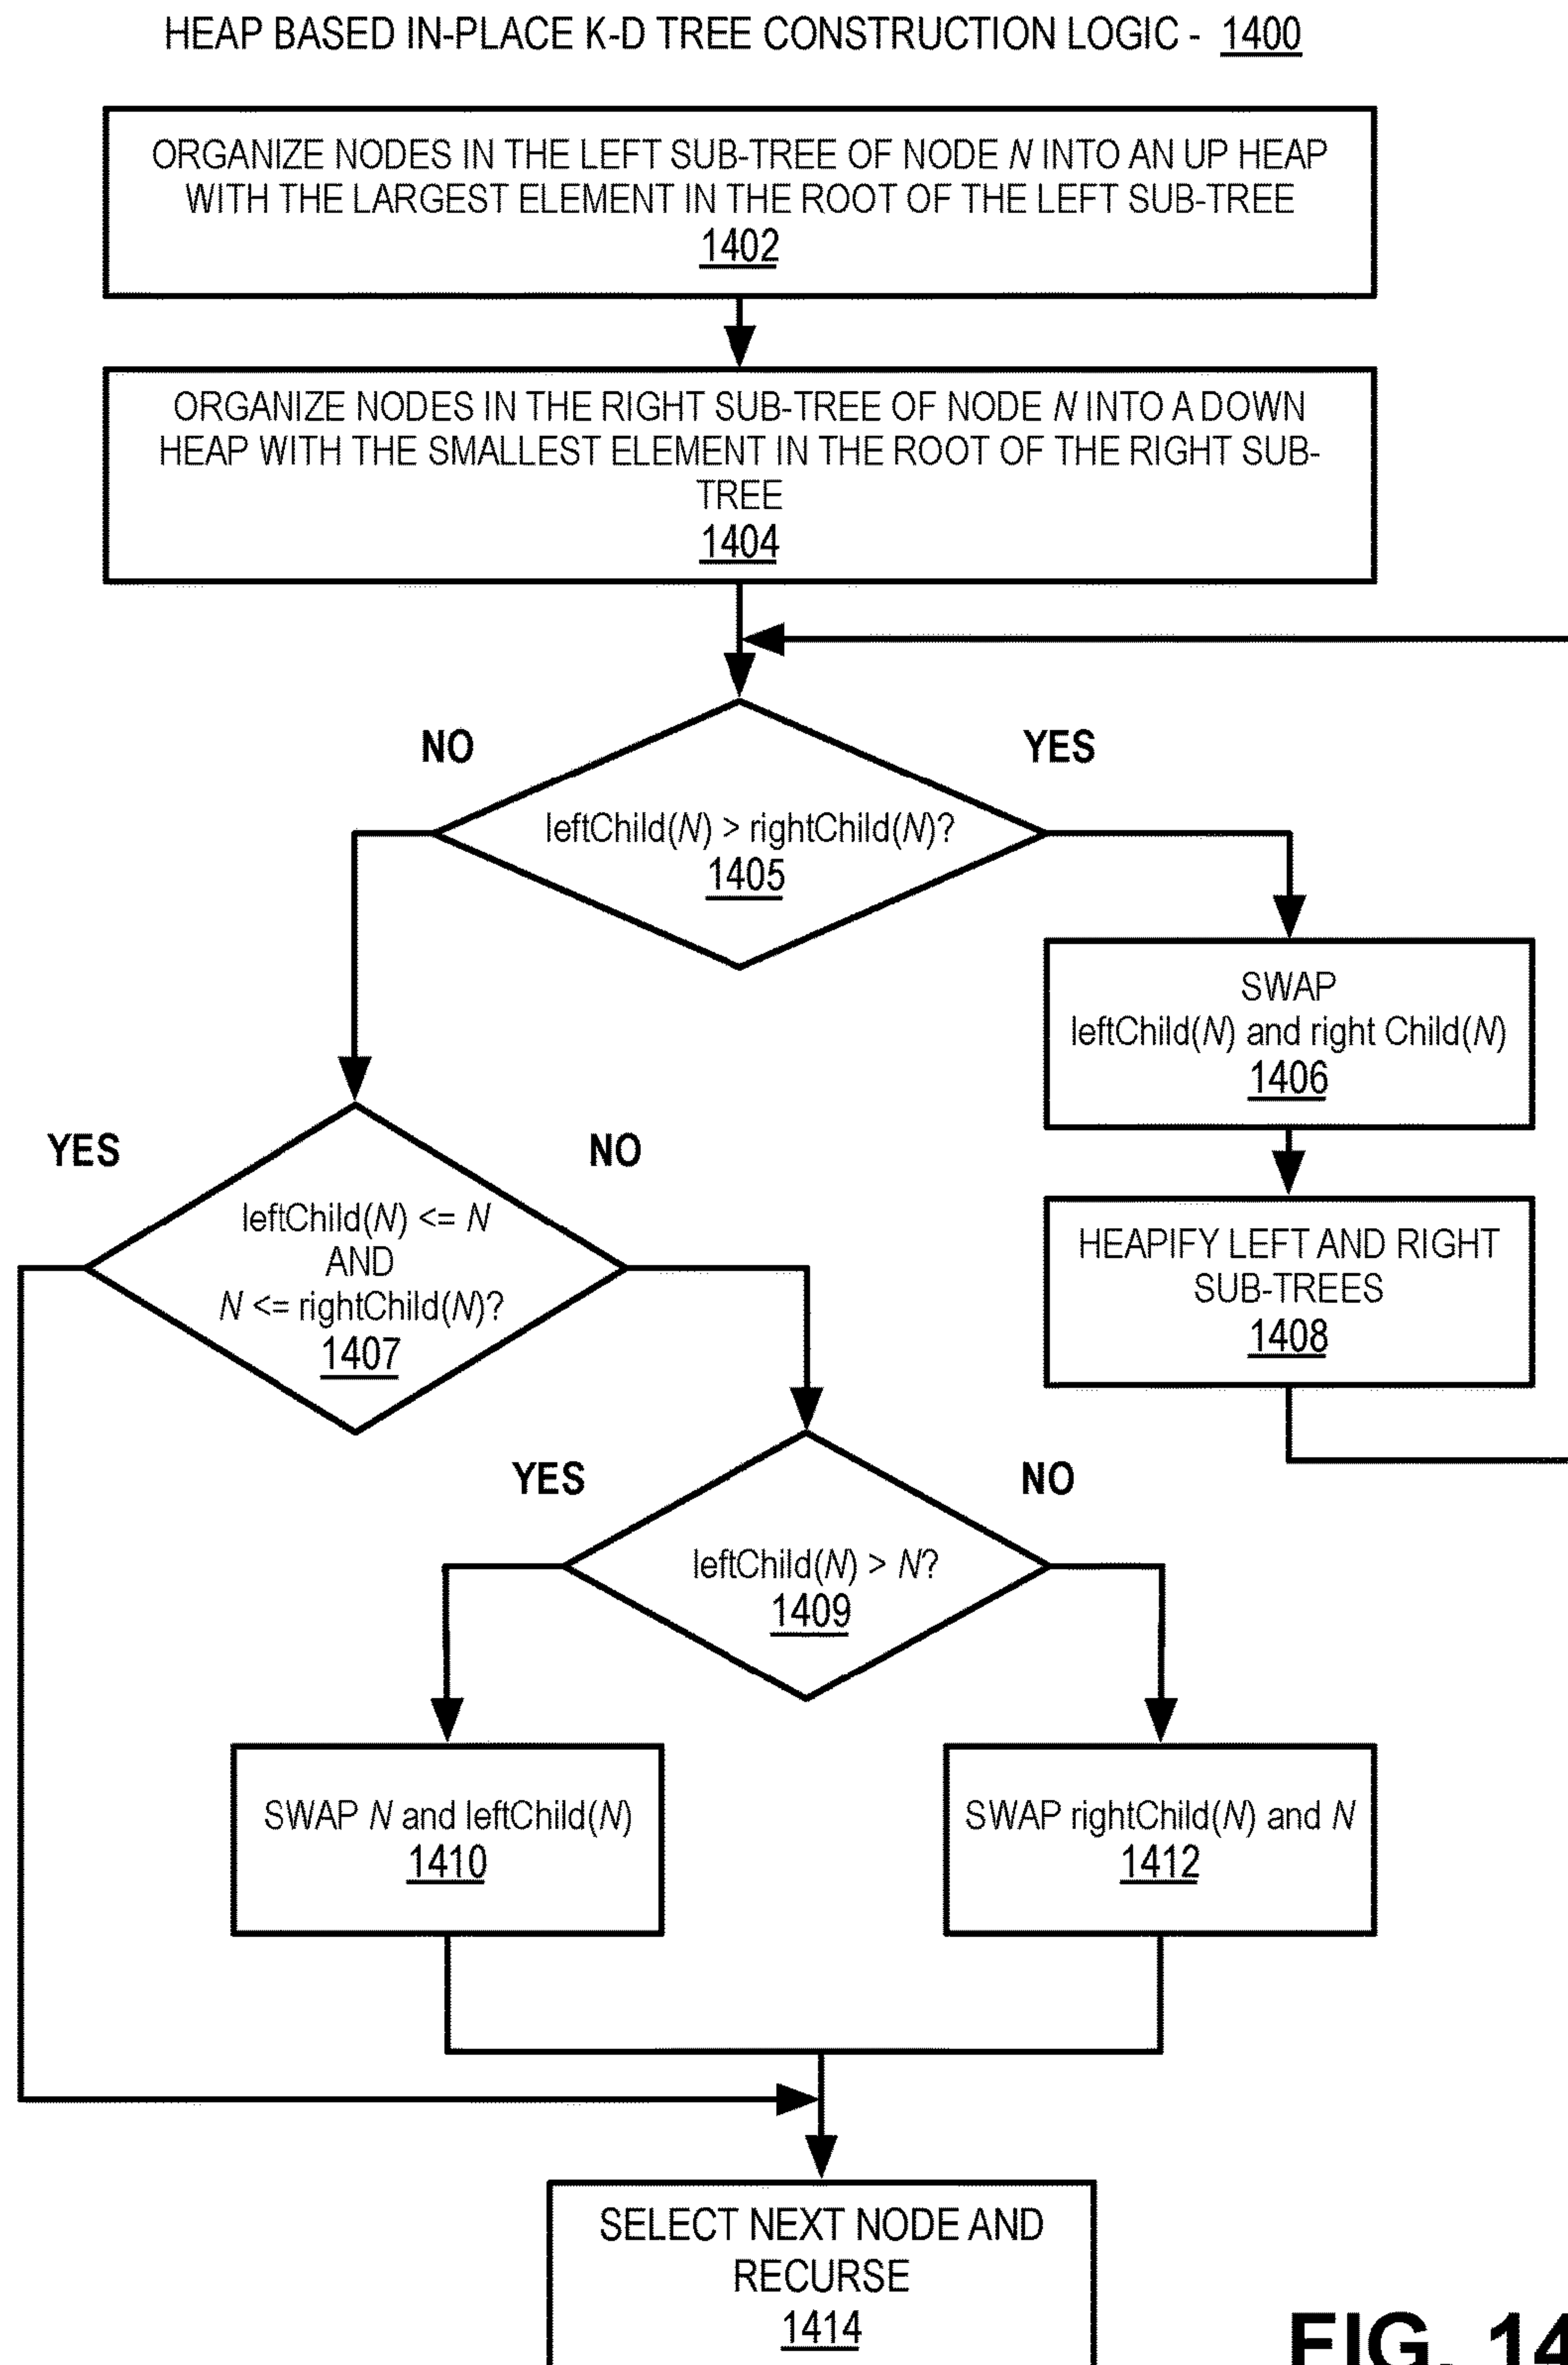 HEAP BASED IN-PLACE K-D TREE CONSTRUCTION LOGIC - 1400
ORGANIZE NODES IN THE LEFT SUB-TREE OF NODE N INTO AN UP HEAP
WITH THE LARGEST ELEMENT IN THE ROOT OF THE LEFT SUB-TREE
1402
ORGANIZE NODES IN THE RIGHT SUB-TREE OF NODE N INTO A DOWN
HEAP WITH THE SMALLEST ELEMENT IN THE ROOT OF THE RIGHT SUB-
TREE
1404
NO
YES
leftChild(N) > rightChild(N)?
1405
SWAP
leftChild(N) and right Child(N)
1406
YES
NO
leftChild(N) <= N
AND
N <= rightChild(N)?
1407
HEAPIFY LEFT AND RIGHT
SUB-TREES
1408
YES
NO
leftChild(N) > N?
1409
SWAP N and leftChild(N)
1410
SWAP rightChild(N) and N
1412
SELECT NEXT NODE AND
RECURSE
1414
FIG. 14